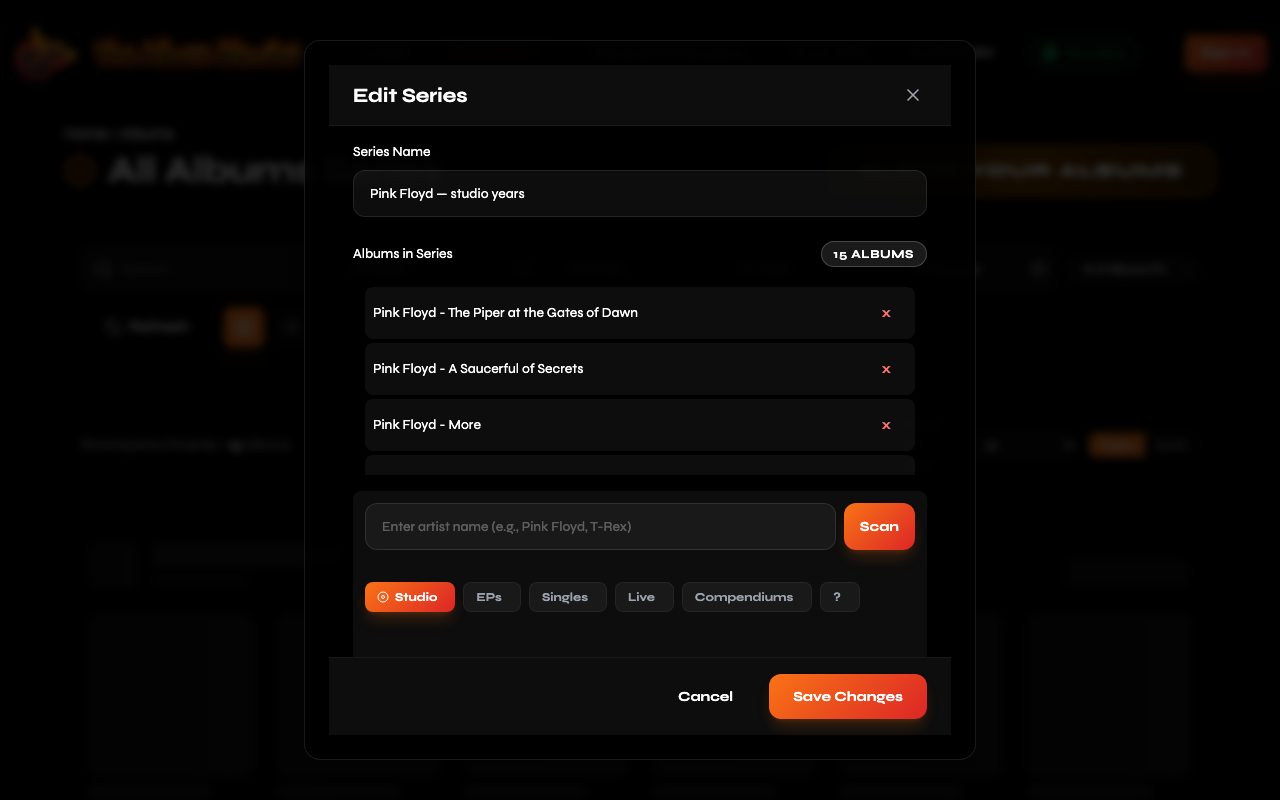 Edit Series
Series Name
Pink Floyd — studio years
Albums in Series
15 ALBUMS
Pink Floyd - The Piper at the Gates of Dawn
x
Pink Floyd - A Saucerful of Secrets
x
Pink Floyd - More
x
Enter artist name (e.g., Pink Floyd, T-Rex)
Scan
Studio
EPs
Singles
Live
Compendiums
?
Cancel
Save Changes